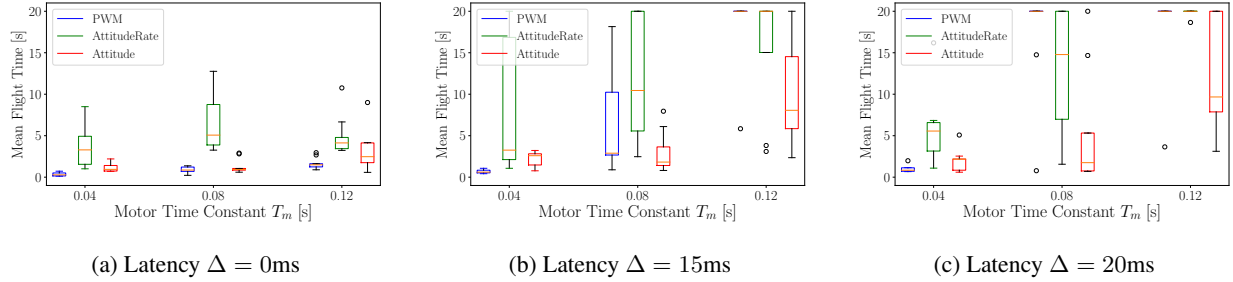 20
15
10
5
0
Mean Flight Time [s]
PWM
AttitudeRate
Attitude
0.04
0.08
0.12
Motor Time Constant T_m [s]
(a) Latency Δ = 0ms
20
15
10
5
0
Mean Flight Time [s]
PWM
AttitudeRate
Attitude
0.04
0.08
0.12
Motor Time Constant T_m [s]
(b) Latency Δ = 15ms
20
15
10
5
0
Mean Flight Time [s]
PWM
AttitudeRate
Attitude
0.04
0.08
0.12
Motor Time Constant T_m [s]
(c) Latency Δ = 20ms